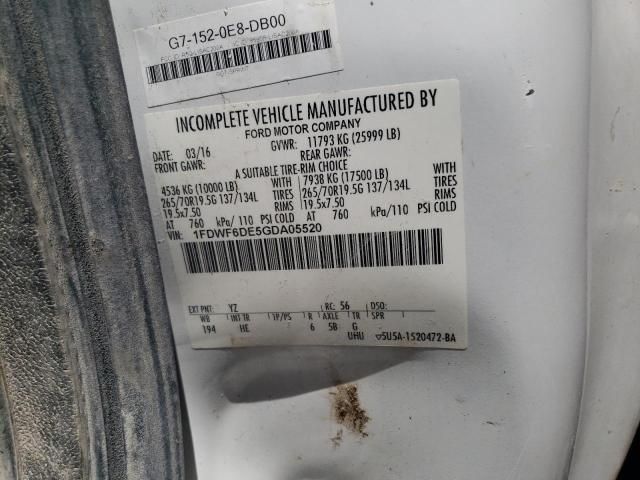 G7-152-0E8-DB00
INCOMPLETE VEHICLE MANUFACTURED BY
FORD MOTOR COMPANY
DATE: 03/16 GVWR: 11793 KG (25999 LB)
FRONT GAWR: REAR GAWR:
A SUITABLE TIRE-RIM CHOICE
4536 KG (10000 LB) WITH 7938 KG (17500 LB) WITH
265/70R19.5G 137/134L TIRES 265/70R19.5G 137/134L TIRES
19.5x7.50 RIMS 19.5x7.50 RIMS
AT 760 kPa/ 110 PSI COLD AT 760 kPa/110 PSI COLD
VIN: 1FDWF6DE5GDA05520
EXT PNT: YZ RC: 56 DSO:
WB INT TR TP/PS R AXLE TR SPR
194 HE 6 5B G
UHU 5U5A-1520472-BA